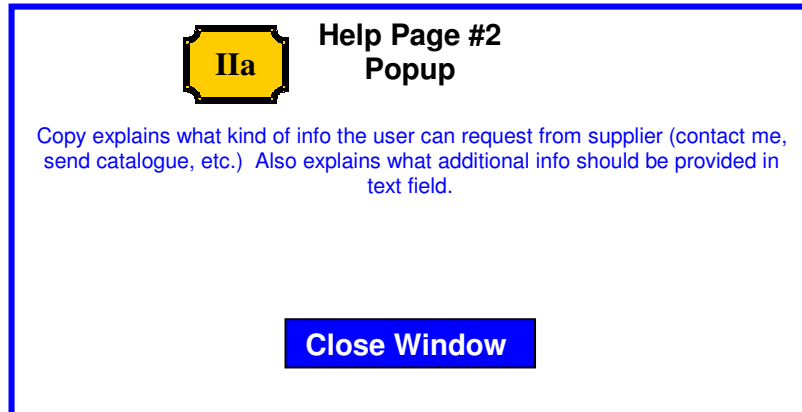 Help Page #2
IIa
Popup
Copy explains what kind of info the user can request from supplier (contact me,
send catalogue, etc.)  Also explains what additional info should be provided in
text field.
Close Window